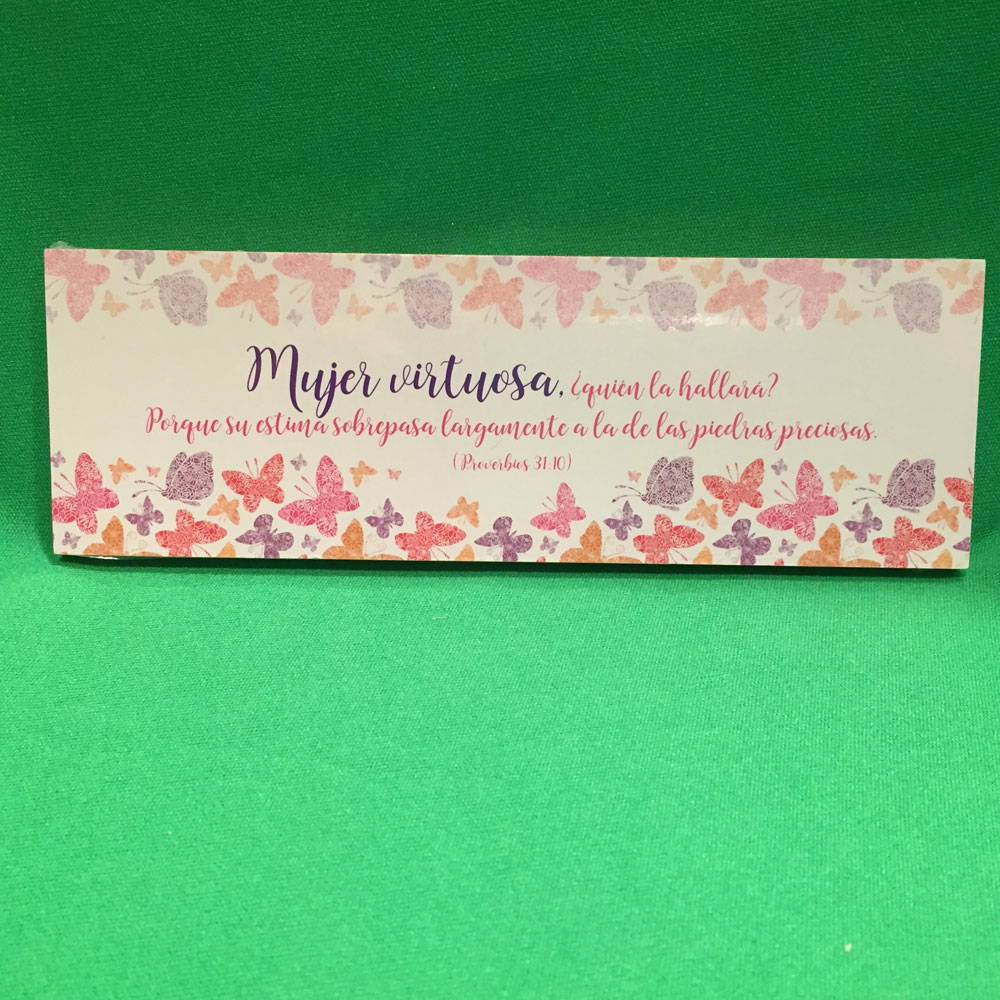 Mujer virtuosa, ¿quién la hallará?
Porque su estima sobrepasa largamente a la de las piedras preciosas.
(Proverbios 31:10)